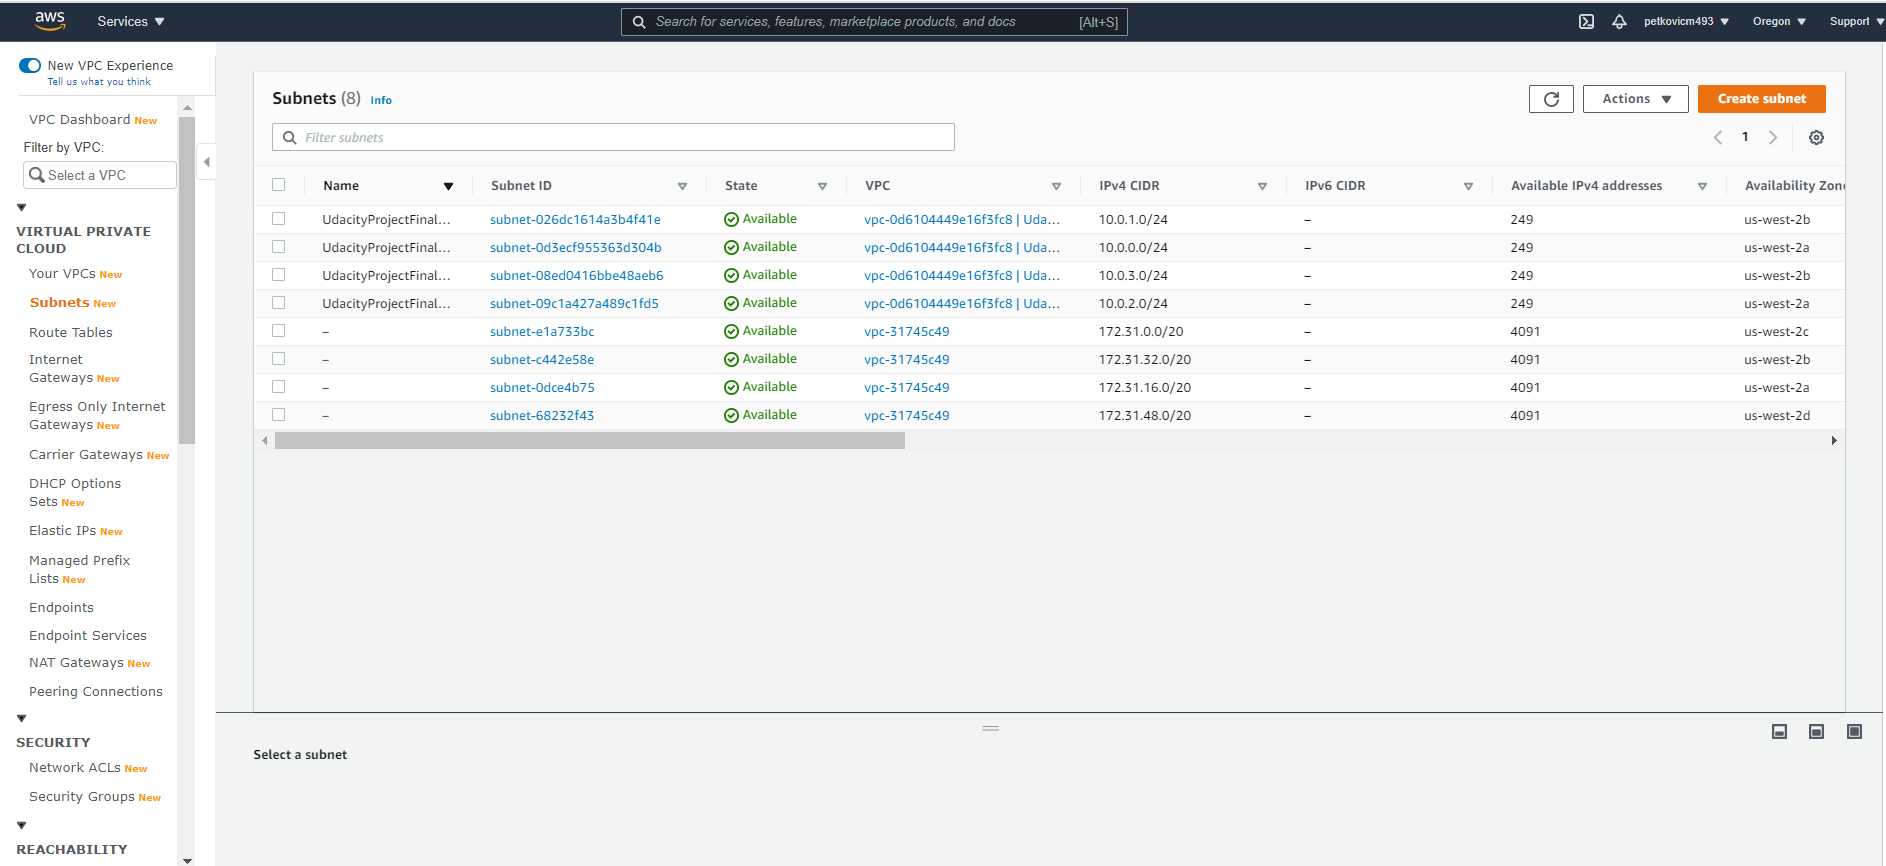 aws
Services
Search for services, features, marketplace products, and docs [Alt+S]
petkovicm493
Oregon
Support
New VPC Experience
Tell us what you think
VPC Dashboard New
Filter by VPC:
Select a VPC
VIRTUAL PRIVATE
CLOUD
Your VPCs New
Subnets New
Route Tables
Internet
Gateways New
Egress Only Internet
Gateways New
Carrier Gateways New
DHCP Options
Sets New
Elastic IPs New
Managed Prefix
Lists New
Endpoints
Endpoint Services
NAT Gateways New
Peering Connections
SECURITY
Network ACLs New
Security Groups New
REACHABILITY
Subnets (8) Info
Actions
Create subnet
Filter subnets
1
Name Subnet ID State VPC IPv4 CIDR IPv6 CIDR Available IPv4 addresses Availability Zon
UdacityProjectFinal... subnet-026dc1614a3b4f41e Available vpc-0d6104449e16f3fc8 | Uda... 10.0.1.0/24 – 249 us-west-2b
UdacityProjectFinal... subnet-0d3ecf955363d304b Available vpc-0d6104449e16f3fc8 | Uda... 10.0.0.0/24 – 249 us-west-2a
UdacityProjectFinal... subnet-08ed0416bbe48aeb6 Available vpc-0d6104449e16f3fc8 | Uda... 10.0.3.0/24 – 249 us-west-2b
UdacityProjectFinal... subnet-09c1a427a489c1fd5 Available vpc-0d6104449e16f3fc8 | Uda... 10.0.2.0/24 – 249 us-west-2a
– subnet-e1a733bc Available vpc-31745c49 172.31.0.0/20 – 4091 us-west-2c
– subnet-c442e58e Available vpc-31745c49 172.31.32.0/20 – 4091 us-west-2b
– subnet-0dce4b75 Available vpc-31745c49 172.31.16.0/20 – 4091 us-west-2a
– subnet-68232f43 Available vpc-31745c49 172.31.48.0/20 – 4091 us-west-2d
Select a subnet